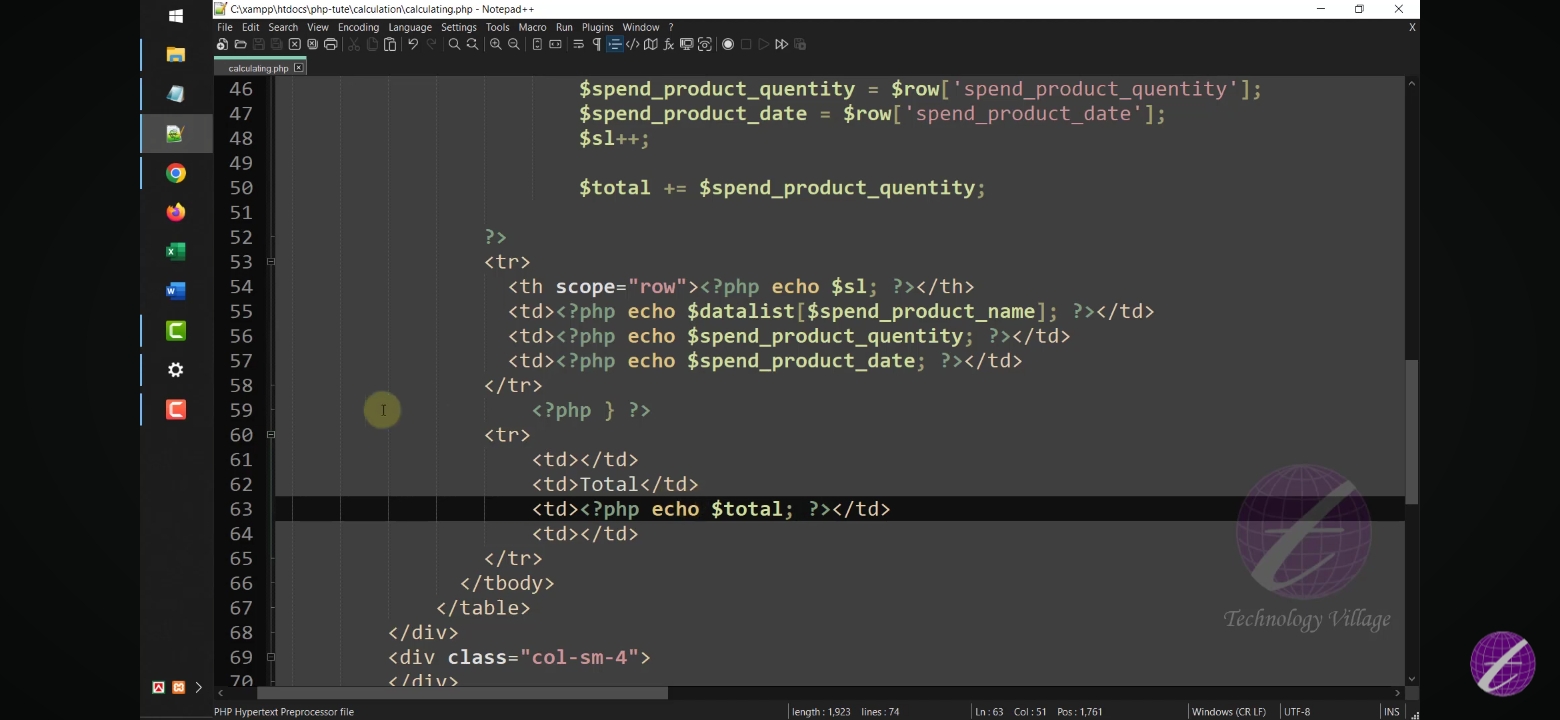 C:\xampp\htdocs\php-tute\calculation\calculating.php - Notepad++
File Edit Search View Encoding Language Settings Tools Macro Run Plugins Window ? X
calculating.php
46 $spend_product_quentity = $row['spend_product_quentity'];
47 $spend_product_date = $row['spend_product_date'];
48 $sl++;
49
50 $total += $spend_product_quentity;
51
52 ?>
53 <tr>
54 <th scope="row"><?php echo $sl; ?></th>
55 <td><?php echo $datalist[$spend_product_name]; ?></td>
56 <td><?php echo $spend_product_quentity; ?></td>
57 <td><?php echo $spend_product_date; ?></td>
58 </tr>
59 <?php } ?>
60 <tr>
61 <td></td>
62 <td>Total</td>
63 <td><?php echo $total; ?></td>
64 <td></td>
65 </tr>
66 </tbody>
67 </table>
68 </div>
69 <div class="col-sm-4">
70 </div>
Technology Village
PHP Hypertext Preprocessor file length : 1,923 lines : 74 Ln : 63 Col : 51 Pos : 1,761 Windows (CR LF) UTF-8 INS